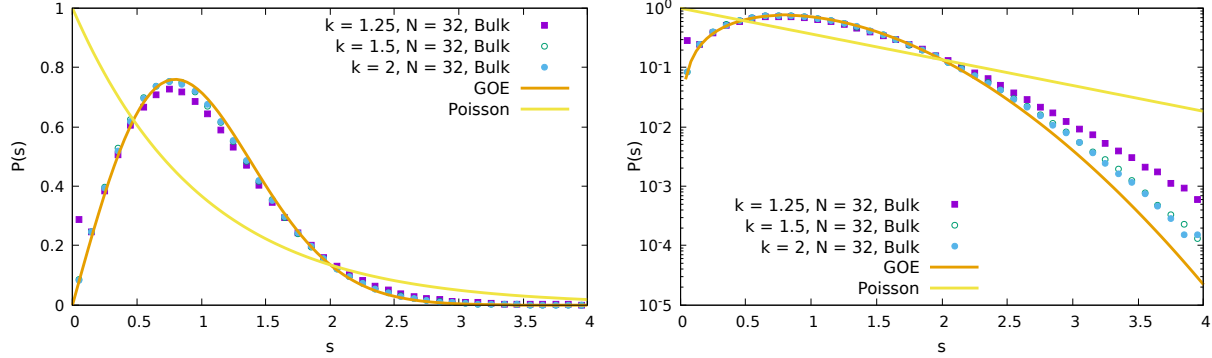 1
0.8
0.6
0.4
0.2
0
P(s)
k = 1.25, N = 32, Bulk
k = 1.5, N = 32, Bulk
k = 2, N = 32, Bulk
GOE
Poisson
0 0.5 1 1.5 2 2.5 3 3.5 4
s
10^0
10^-1
10^-2
10^-3
10^-4
10^-5
P(s)
k = 1.25, N = 32, Bulk
k = 1.5, N = 32, Bulk
k = 2, N = 32, Bulk
GOE
Poisson
0 0.5 1 1.5 2 2.5 3 3.5 4
s